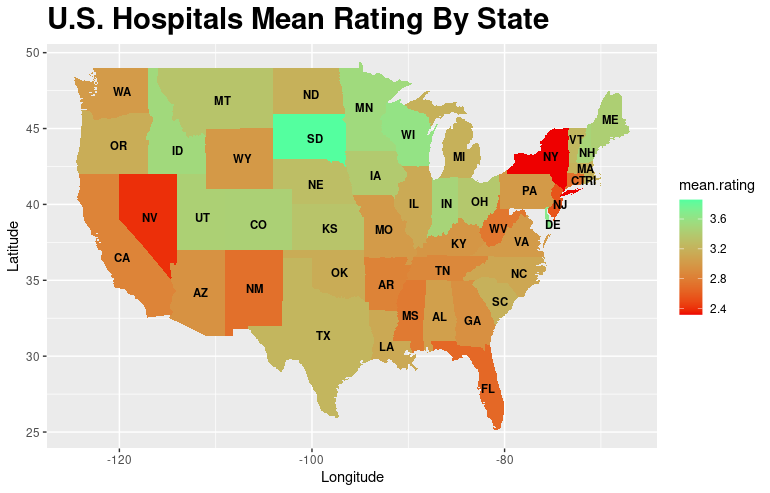 U.S. Hospitals Mean Rating By State
50
45
40
35
30
25
Latitude
WA
MT
ND
MN
ME
OR
ID
WY
SD
WI
MI
NY
VT
NH
MA
CT
RI
NV
UT
CO
NE
IA
IL
IN
OH
PA
NJ
DE
CA
KS
MO
KY
WV
VA
AZ
NM
OK
AR
TN
NC
SC
TX
LA
MS
AL
GA
FL
-120
-100
-80
Longitude
mean.rating
3.6
3.2
2.8
2.4